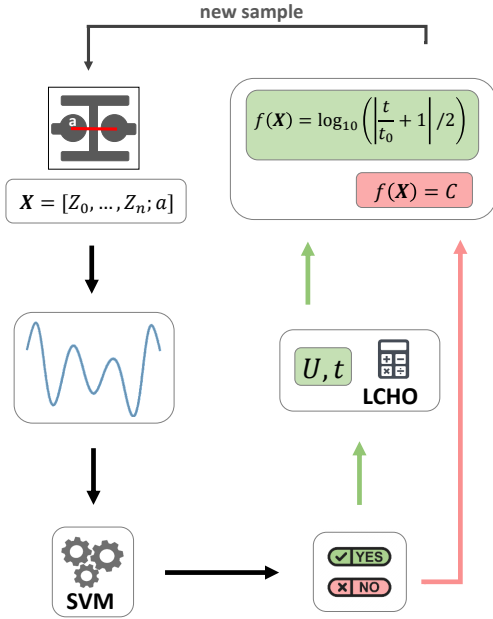 new sample
a
X = [Z₀, … , Zₙ; a]
f(X) = log₁₀ (|t/t₀ + 1| /2)
f(X) = C
U, t
LCHO
SVM
YES
NO